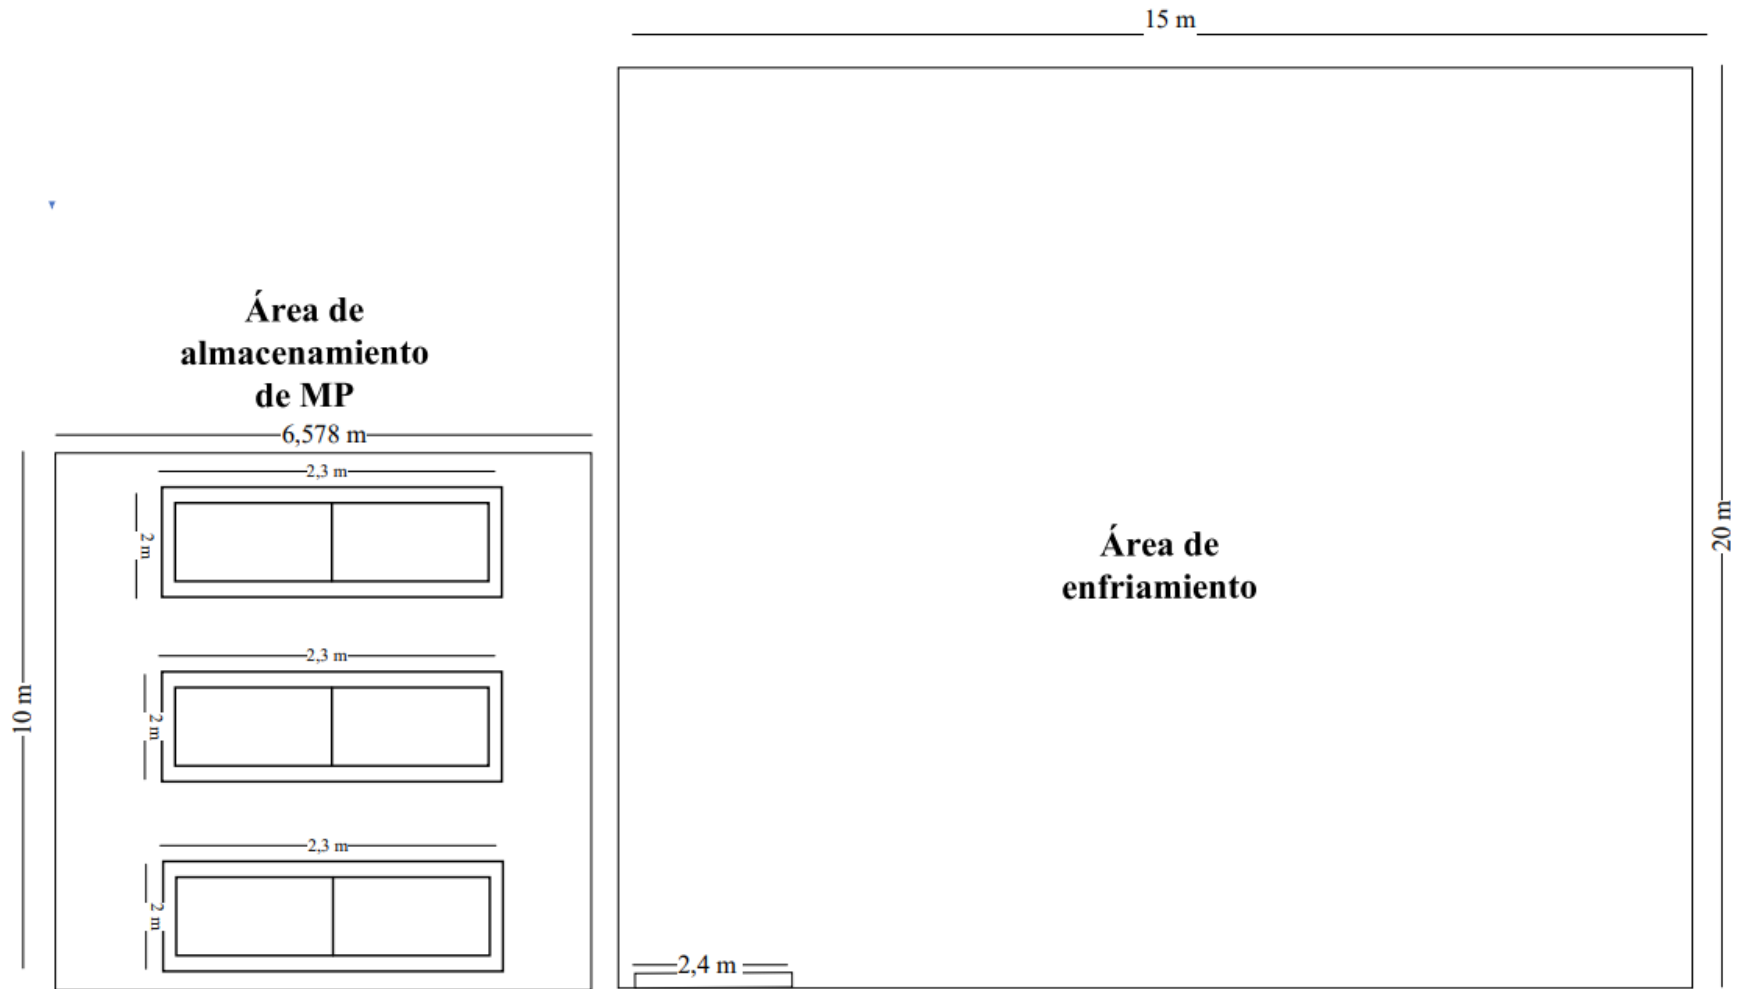 15 m
Área de
almacenamiento
de MP
6,578 m
2,3 m
2 m
Área de
enfriamiento
20 m
2,3 m
2 m
10 m
2,3 m
2 m
2,4 m